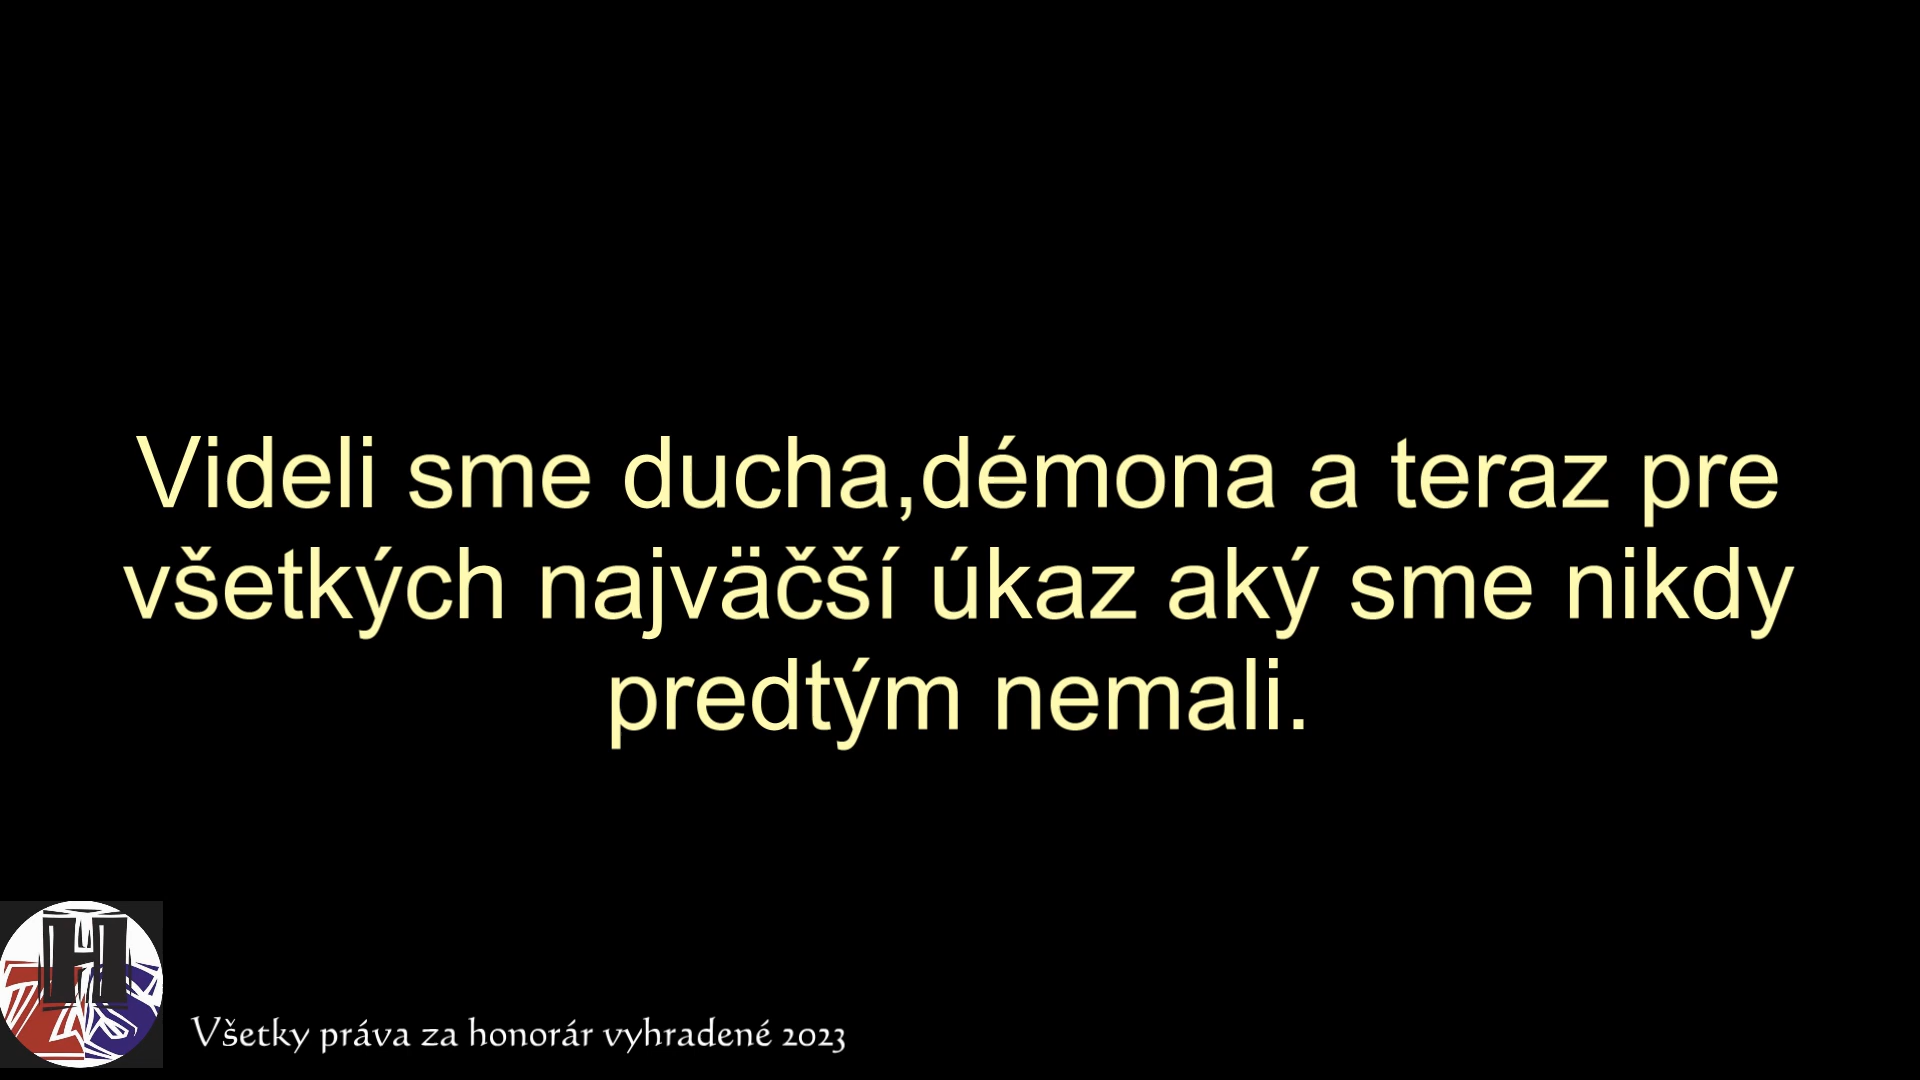 Videli sme ducha,démona a teraz pre
všetkých najväčší úkaz aký sme nikdy
predtým nemali.
H
Všetky práva za honorár vyhradené 2023